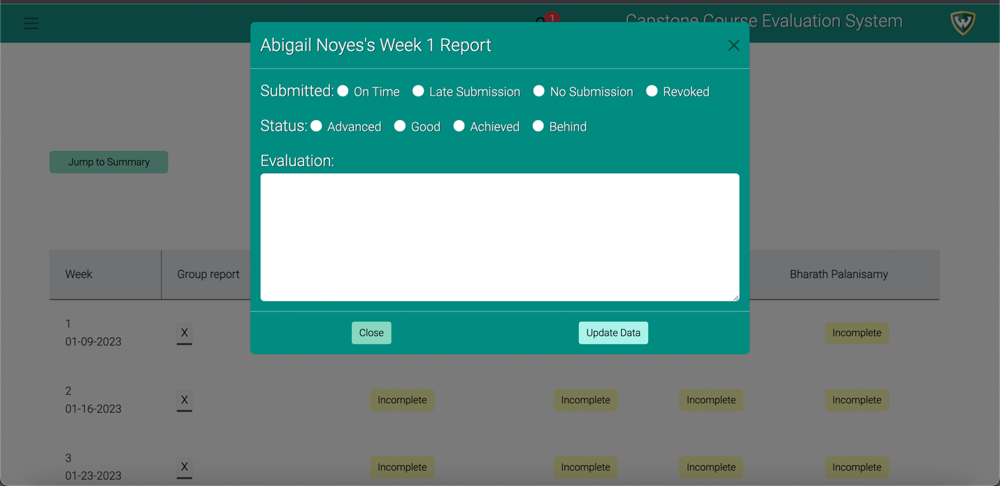 1
Capstone Course Evaluation System
Abigail Noyes's Week 1 Report
Submitted: On Time Late Submission No Submission Revoked
Status: Advanced Good Achieved Behind
Jump to Summary
Evaluation:
Week Group report Bharath Palanisamy
1
01-09-2023 X Incomplete
Close Update Data
2
01-16-2023 X Incomplete Incomplete Incomplete Incomplete
3
01-23-2023 X Incomplete Incomplete Incomplete Incomplete